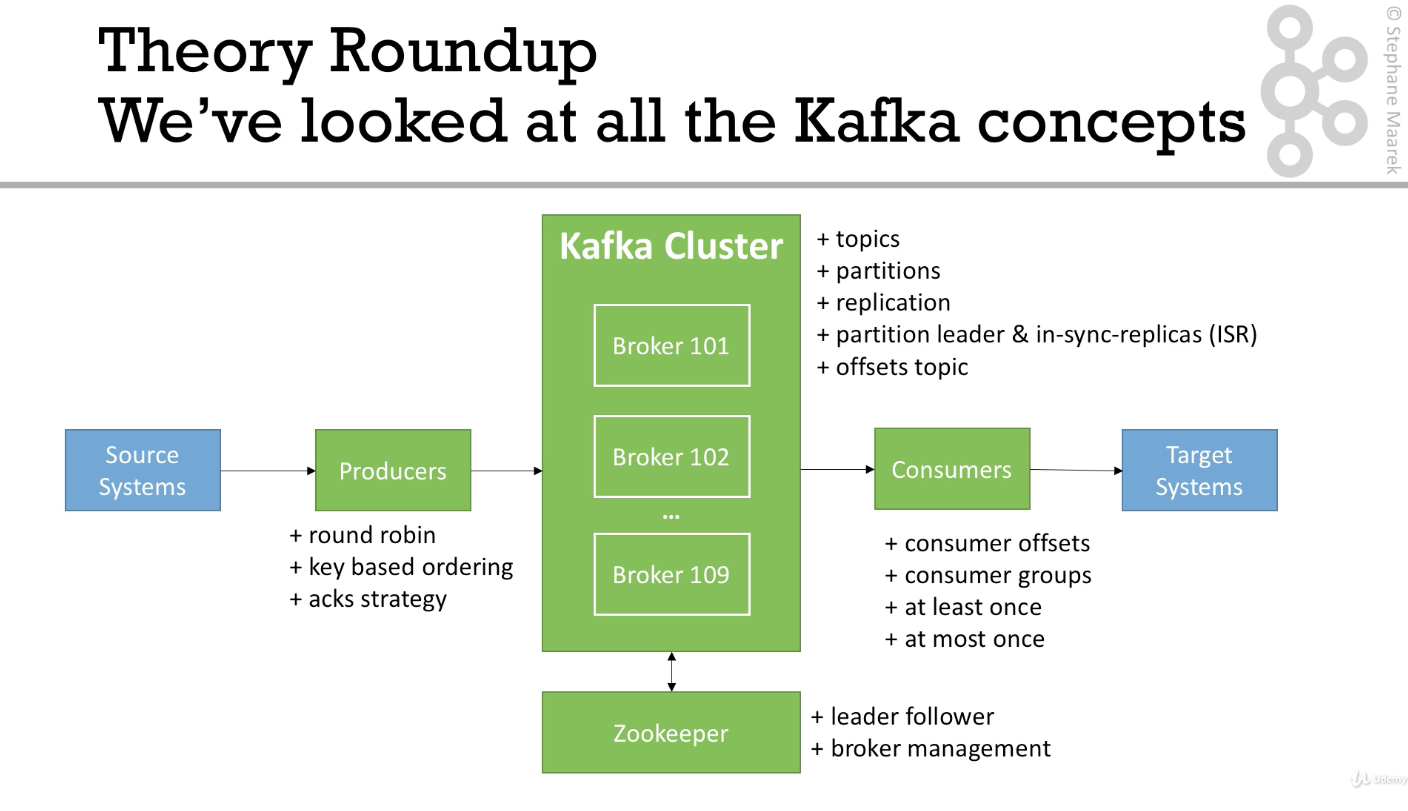 Theory Roundup
We’ve looked at all the Kafka concepts
© Stephane Maarek
Kafka Cluster
+ topics
+ partitions
+ replication
+ partition leader & in-sync-replicas (ISR)
+ offsets topic
Broker 101
Broker 102
...
Broker 109
Source
Systems
Producers
+ round robin
+ key based ordering
+ acks strategy
Consumers
+ consumer offsets
+ consumer groups
+ at least once
+ at most once
Target
Systems
Zookeeper
+ leader follower
+ broker management
Udemy